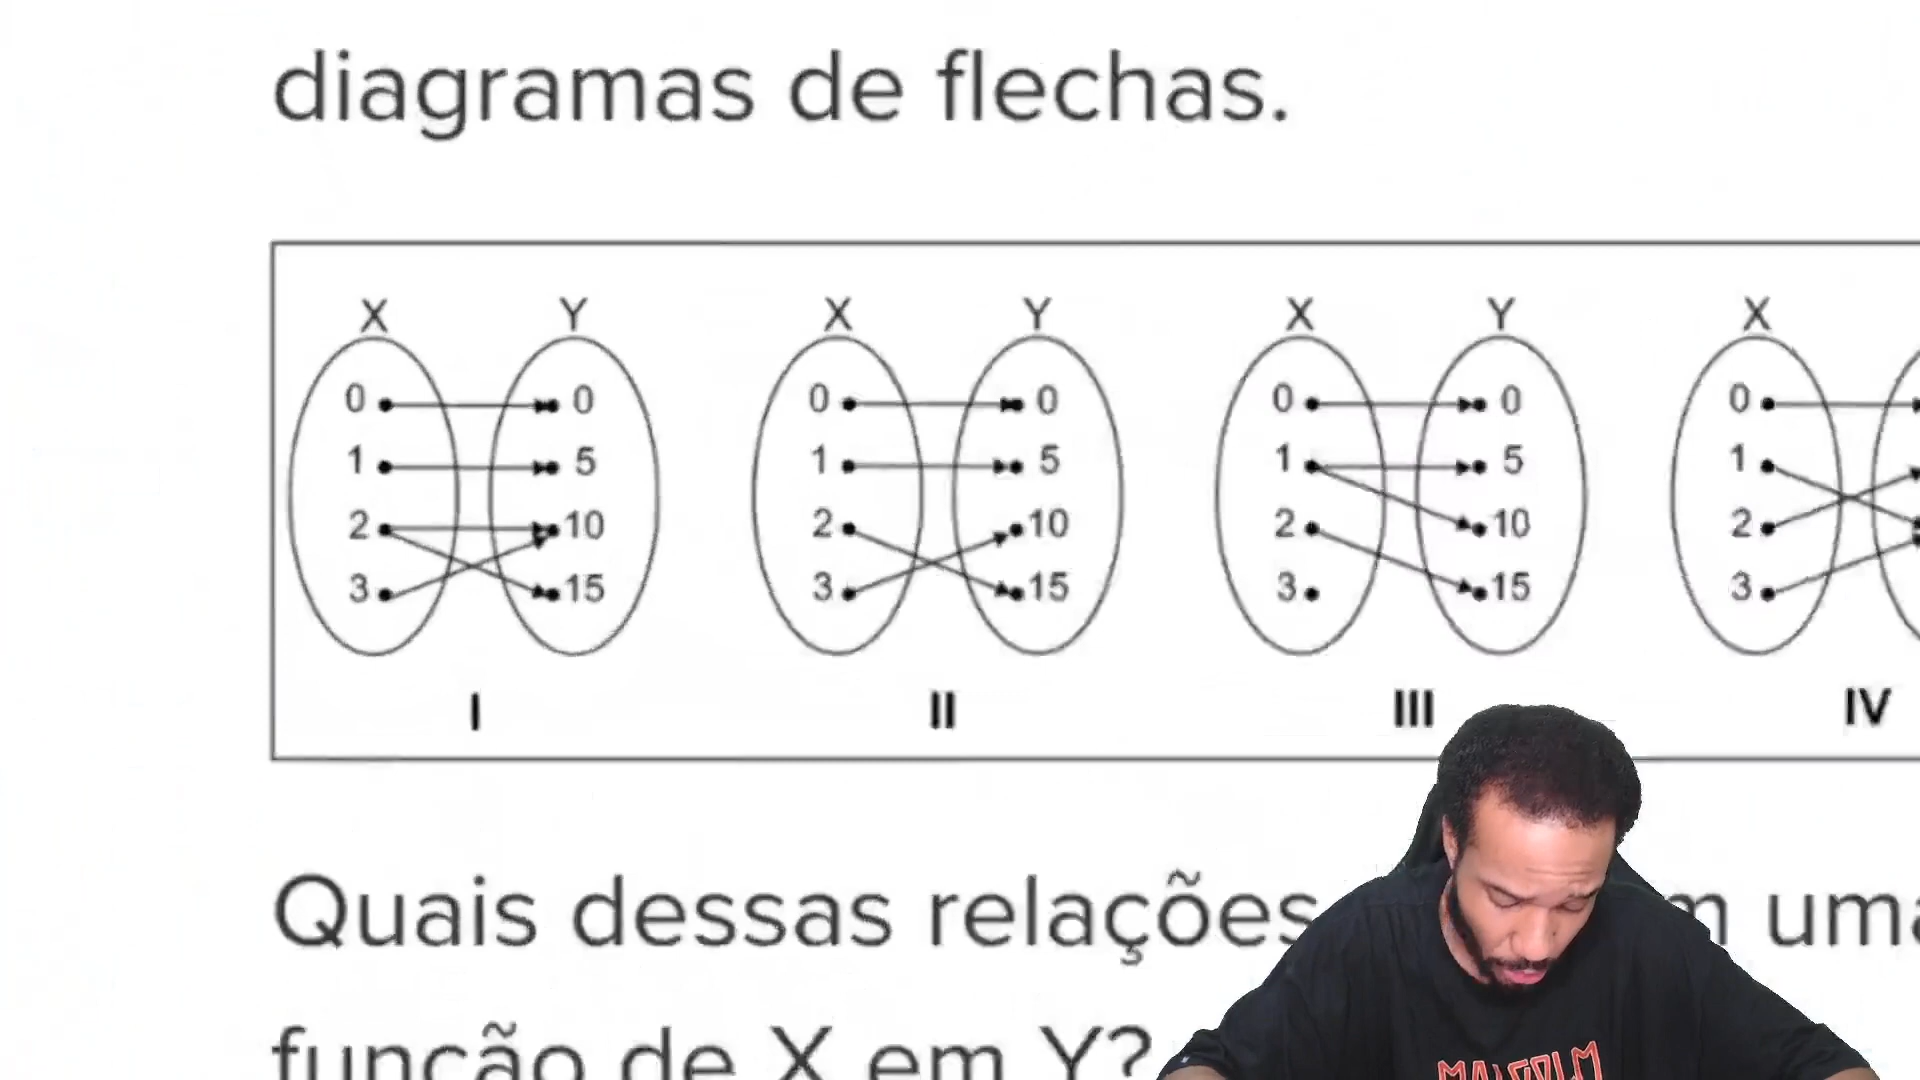 diagramas de flechas.
X Y X Y X Y X
0 0 0 0 0 0 0
1 5 1 5 1 5 1
2 10 2 10 2 10 2
3 15 3 15 3 15 3
I II III IV
Quais dessas relações
função de X em Y?
MALCOLM